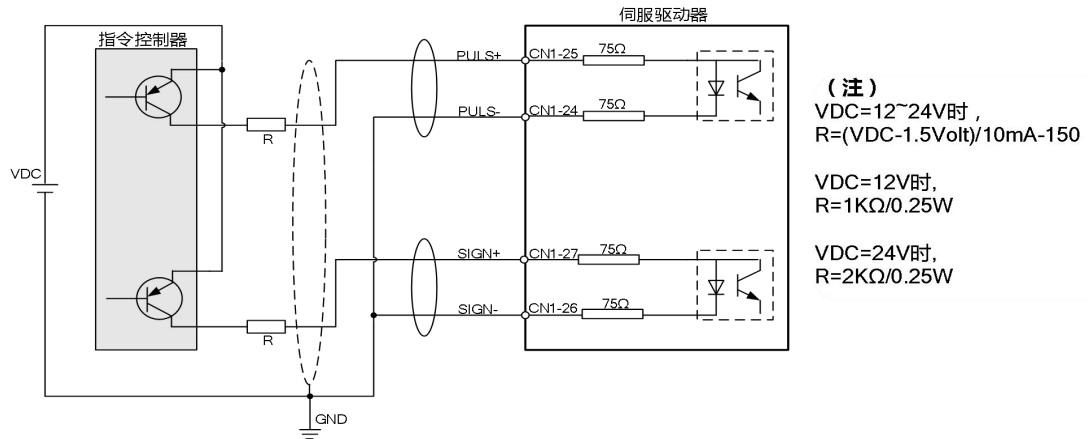 伺服驱动器
指令控制器
PULS+
CN1-25
75Ω
PULS-
CN1-24
75Ω
R
VDC
SIGN+
CN1-27
75Ω
SIGN-
CN1-26
75Ω
R
GND
（注）
VDC=12~24V时，
R=(VDC-1.5Volt)/10mA-150
VDC=12V时,
R=1KΩ/0.25W
VDC=24V时,
R=2KΩ/0.25W